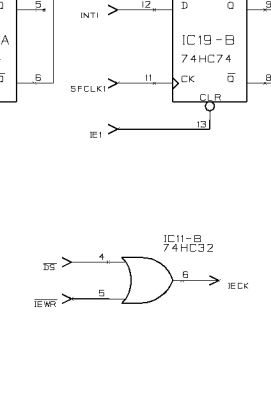 5
INT1
12
D
Q
9
A
IC19-B
74HC74
6
Q
SFCLK1
11
CK
Q
8
CLR
IE1
13
IC11-B
74HC32
DS
4
6
IECK
IEWR
5